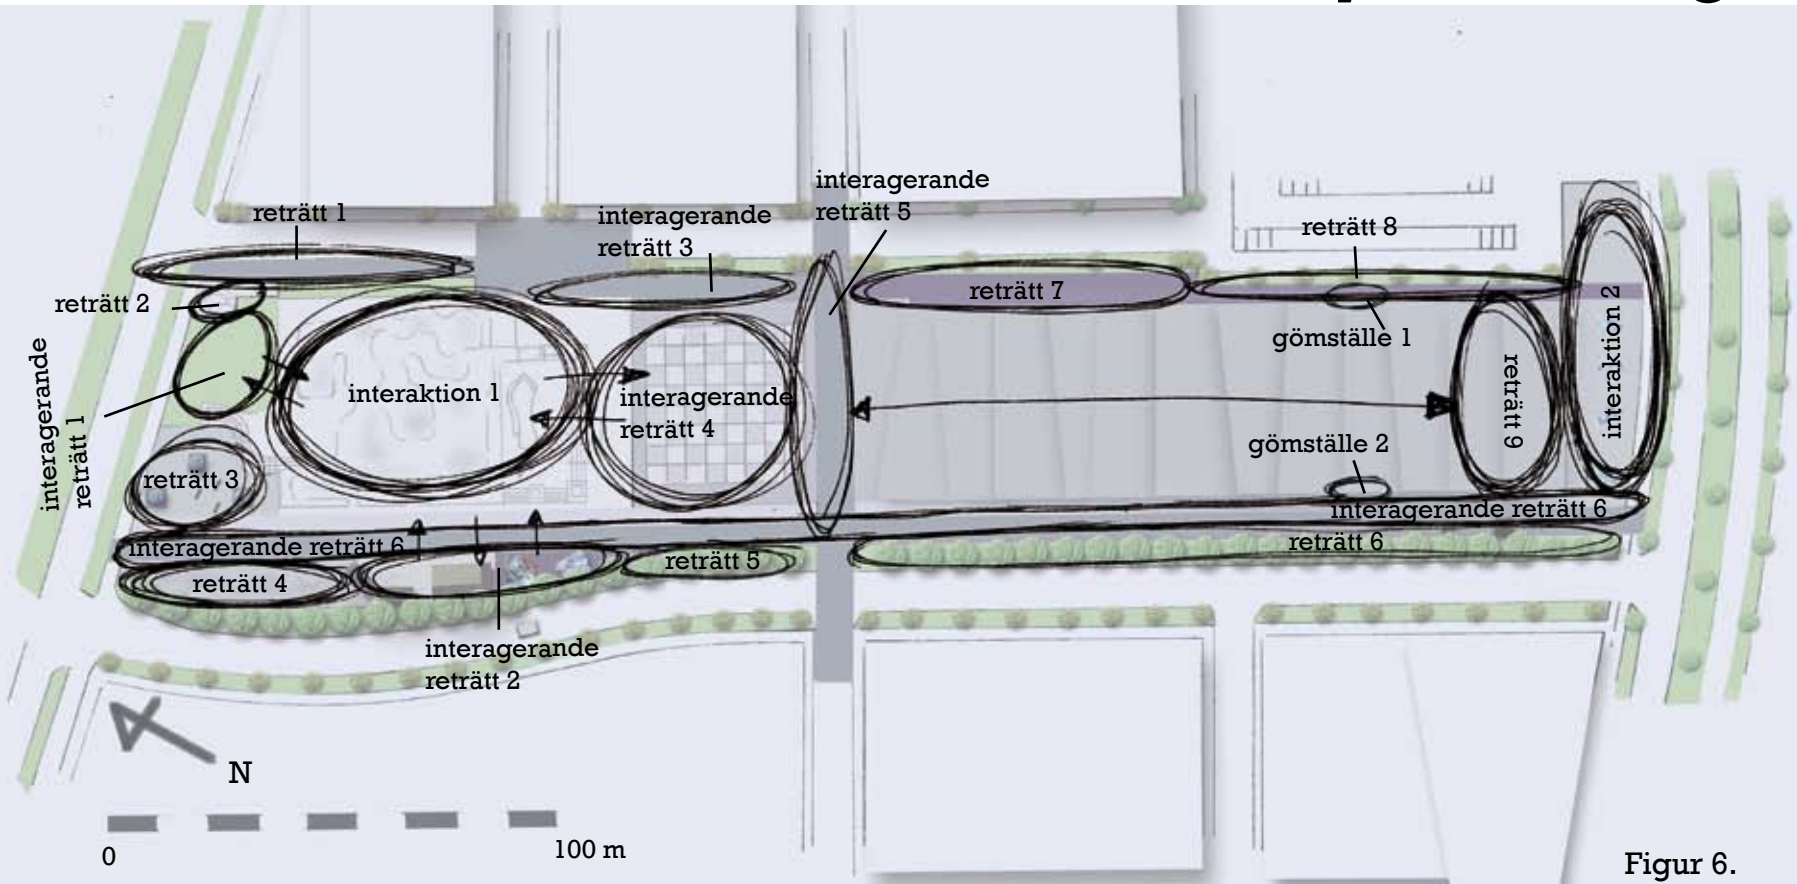 interagerande
reträtt 5
reträtt 1
interagerande
reträtt 3
reträtt 8
reträtt 2
reträtt 7
interaktion 2
gömställe 1
interagerande
reträtt 1
interaktion 1
interagerande
reträtt 4
reträtt 9
gömställe 2
reträtt 3
interagerande reträtt 6
interagerande reträtt 6
reträtt 6
reträtt 5
reträtt 4
interagerande
reträtt 2
N
0
100 m
Figur 6.